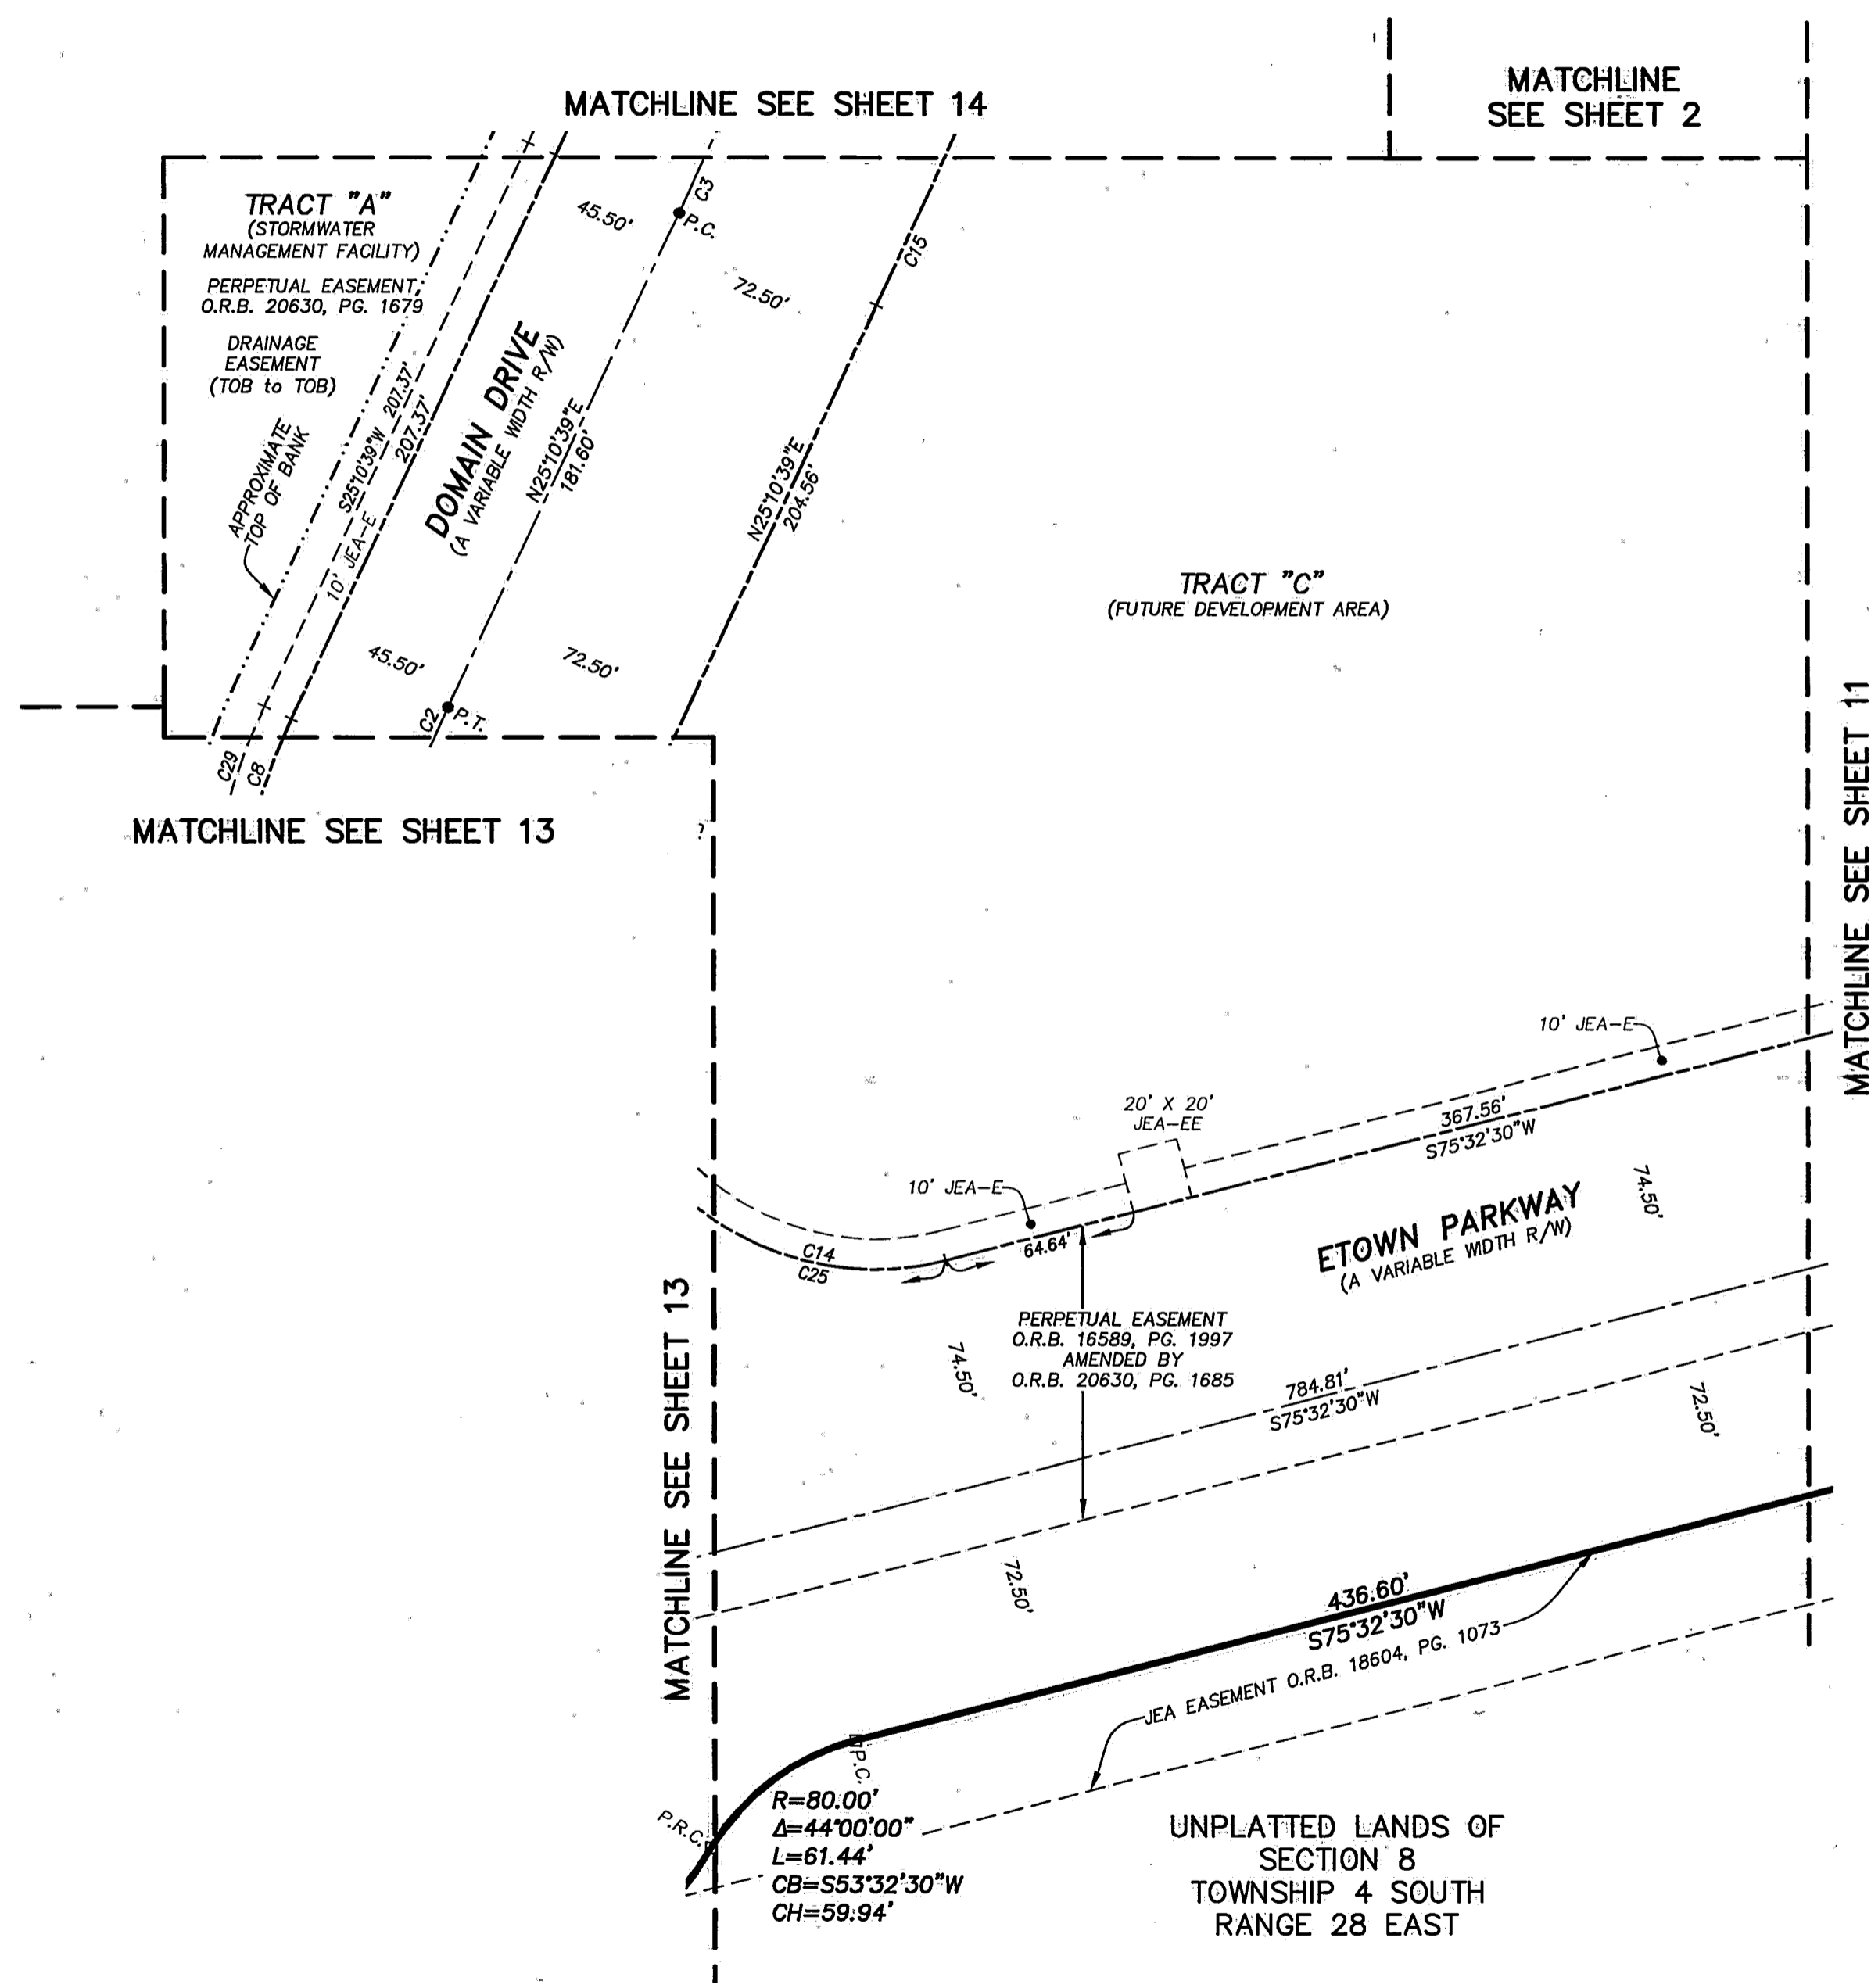 MATCHLINE
SEE SHEET 2
MATCHLINE SEE SHEET 14
TRACT "A"
(STORMWATER
MANAGEMENT FACILITY)
PERPETUAL EASEMENT,
O.R.B. 20630, PG. 1679
DRAINAGE
EASEMENT
(TOB to TOB)
APPROXIMATE
TOP OF BANK
S25°10'39"W 207.37'
207.37'
10' JEA-E
DOMAIN DRIVE
(A VARIABLE WIDTH R/W)
45.50'
C3
P.C.
72.50'
N25°10'39"E
181.60'
C15
N25°10'39"E
204.56'
45.50'
72.50'
C2
P.T.
C29
C8
MATCHLINE SEE SHEET 13
TRACT "C"
(FUTURE DEVELOPMENT AREA)
MATCHLINE SEE SHEET 11
10' JEA-E
20' X 20'
JEA-EE
367.56'
S75°32'30"W
10' JEA-E
C14
C25
64.64'
74.50'
ETOWN PARKWAY
(A VARIABLE WIDTH R/W)
PERPETUAL EASEMENT
O.R.B. 16589, PG. 1997
AMENDED BY
O.R.B. 20630, PG. 1685
74.50'
784.81'
S75°32'30"W
72.50'
MATCHLINE SEE SHEET 13
72.50'
436.60'
S75°32'30"W
JEA EASEMENT O.R.B. 18604, PG. 1073
P.C.
P.R.C.
R=80.00'
Δ=44°00'00"
L=61.44'
CB=S53°32'30"W
CH=59.94'
UNPLATTED LANDS OF
SECTION 8
TOWNSHIP 4 SOUTH
RANGE 28 EAST